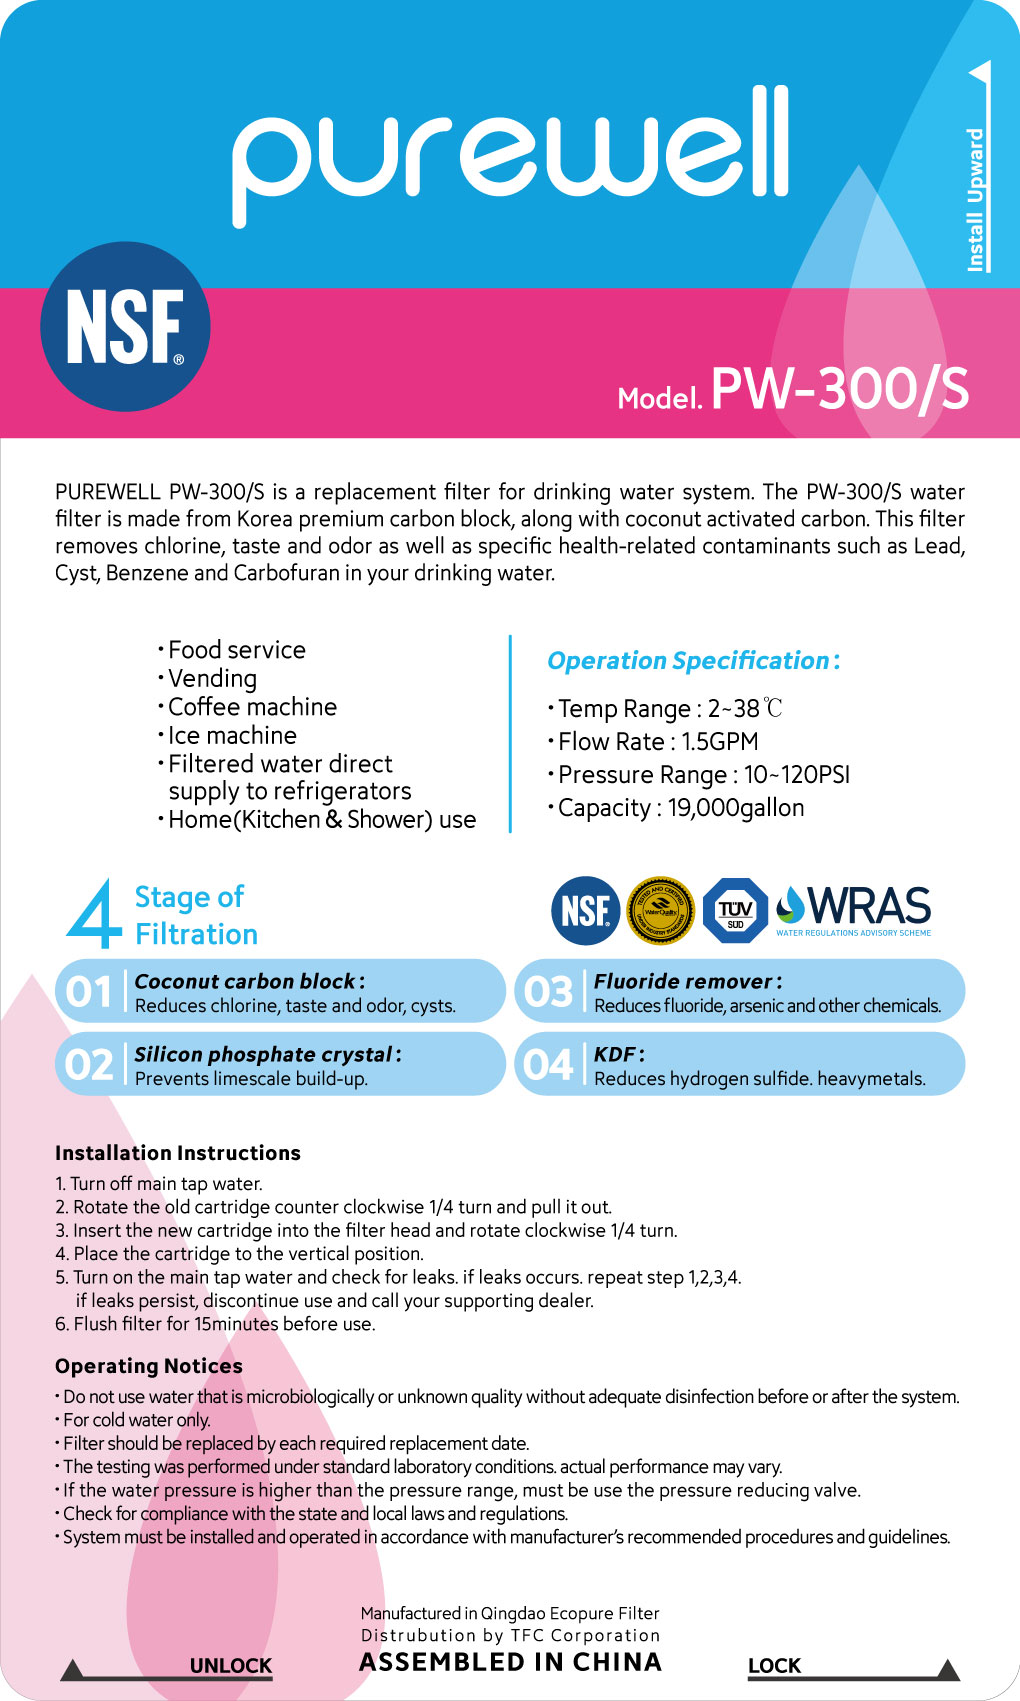 purewell
Install Upward
NSF®
Model. PW-300/S
PUREWELL PW-300/S is a replacement filter for drinking water system. The PW-300/S water
filter is made from Korea premium carbon block, along with coconut activated carbon. This filter
removes chlorine, taste and odor as well as specific health-related contaminants such as Lead,
Cyst, Benzene and Carbofuran in your drinking water.
・Food service
・Vending
・Coffee machine
・Ice machine
・Filtered water direct
supply to refrigerators
・Home(Kitchen & Shower) use
Operation Specification :
・Temp Range : 2~38℃
・Flow Rate : 1.5GPM
・Pressure Range : 10~120PSI
・Capacity : 19,000gallon
4 Stage of
Filtration
NSF®
TESTED AND CERTIFIED
Water Quality
UNDER INDUSTRY STANDARDS
TÜV
SÜD
WRAS
WATER REGULATIONS ADVISORY SCHEME
01 Coconut carbon block :
Reduces chlorine, taste and odor, cysts.
02 Silicon phosphate crystal :
Prevents limescale build-up.
03 Fluoride remover :
Reduces fluoride, arsenic and other chemicals.
04 KDF :
Reduces hydrogen sulfide. heavymetals.
Installation Instructions
1. Turn off main tap water.
2. Rotate the old cartridge counter clockwise 1/4 turn and pull it out.
3. Insert the new cartridge into the filter head and rotate clockwise 1/4 turn.
4. Place the cartridge to the vertical position.
5. Turn on the main tap water and check for leaks. if leaks occurs. repeat step 1,2,3,4.
if leaks persist, discontinue use and call your supporting dealer.
6. Flush filter for 15minutes before use.
Operating Notices
・Do not use water that is microbiologically or unknown quality without adequate disinfection before or after the system.
・For cold water only.
・Filter should be replaced by each required replacement date.
・The testing was performed under standard laboratory conditions. actual performance may vary.
・If the water pressure is higher than the pressure range, must be use the pressure reducing valve.
・Check for compliance with the state and local laws and regulations.
・System must be installed and operated in accordance with manufacturer's recommended procedures and guidelines.
Manufactured in Qingdao Ecopure Filter
Distrubution by TFC Corporation
UNLOCK
ASSEMBLED IN CHINA
LOCK